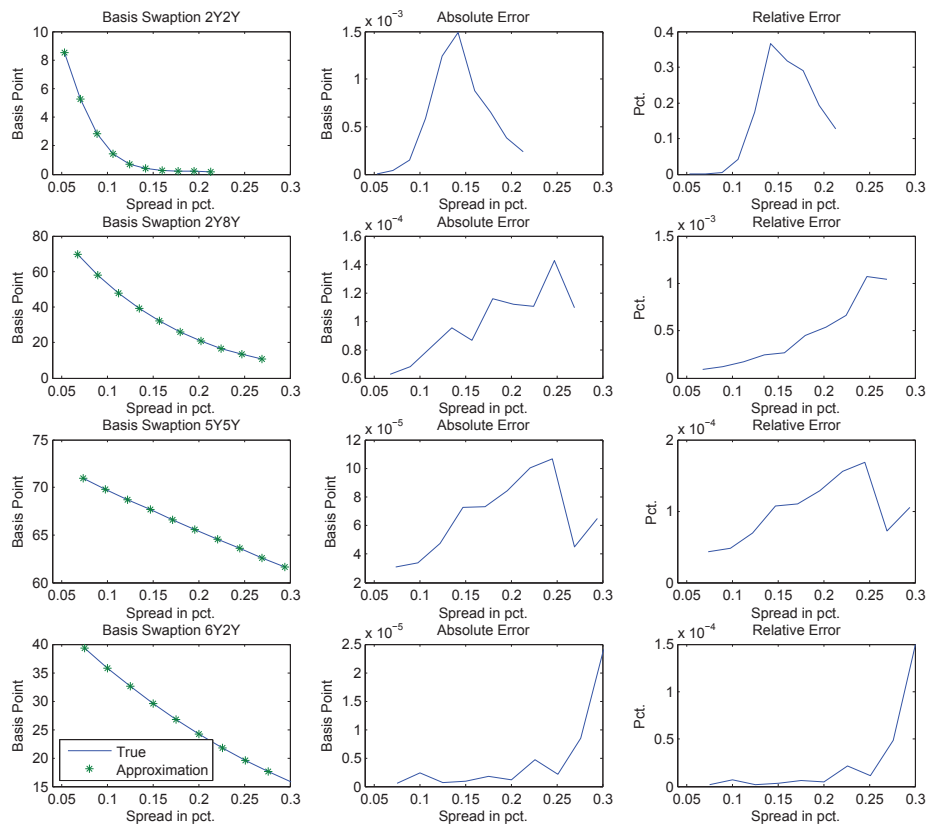 Basis Swaption 2Y2Y
10
8
6
4
2
0
Basis Point
0.05 0.1 0.15 0.2 0.25 0.3
Spread in pct.
x 10⁻³
Absolute Error
1.5
1
0.5
0
Basis Point
0.05 0.1 0.15 0.2 0.25 0.3
Spread in pct.
Relative Error
0.4
0.3
0.2
0.1
0
Pct.
0.05 0.1 0.15 0.2 0.25 0.3
Spread in pct.
Basis Swaption 2Y8Y
80
60
40
20
0
Basis Point
0.05 0.1 0.15 0.2 0.25 0.3
Spread in pct.
x 10⁻⁴
Absolute Error
1.6
1.4
1.2
1
0.8
0.6
Basis Point
0.05 0.1 0.15 0.2 0.25 0.3
Spread in pct.
x 10⁻³
Relative Error
1.5
1
0.5
0
Pct.
0.05 0.1 0.15 0.2 0.25 0.3
Spread in pct.
Basis Swaption 5Y5Y
75
70
65
60
Basis Point
0.05 0.1 0.15 0.2 0.25 0.3
Spread in pct.
x 10⁻⁵
Absolute Error
12
10
8
6
4
2
Basis Point
0.05 0.1 0.15 0.2 0.25 0.3
Spread in pct.
x 10⁻⁴
Relative Error
2
1
0
Pct.
0.05 0.1 0.15 0.2 0.25 0.3
Spread in pct.
Basis Swaption 6Y2Y
40
35
30
25
20
15
Basis Point
True
Approximation
0.05 0.1 0.15 0.2 0.25 0.3
Spread in pct.
x 10⁻⁵
Absolute Error
2.5
2
1.5
1
0.5
0
Basis Point
0.05 0.1 0.15 0.2 0.25 0.3
Spread in pct.
x 10⁻⁴
Relative Error
1.5
1
0.5
0
Pct.
0.05 0.1 0.15 0.2 0.25 0.3
Spread in pct.